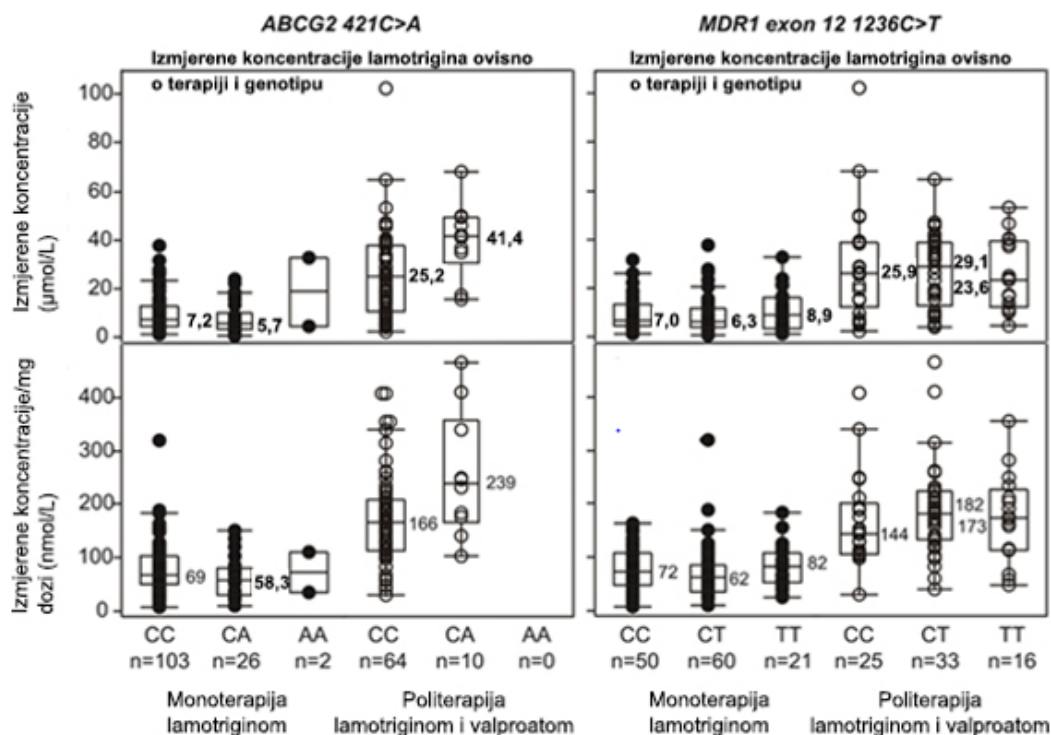 ABCG2 421C>A
MDR1 exon 12 1236C>T
Izmjerene koncentracije lamotrigina ovisno
o terapiji i genotipu
Izmjerene koncentracije lamotrigina ovisno
o terapiji i genotipu
Izmjerene koncentracije
(µmol/L)
100
80
60
40
20
0
7,2
5,7
25,2
41,4
7,0
6,3
8,9
25,9
29,1
23,6
Izmjerene koncentracije/mg
dozi (nmol/L)
400
300
200
100
0
69
58,3
166
239
72
62
82
144
182
173
CC CA AA CC CA AA
n=103 n=26 n=2 n=64 n=10 n=0
Monoterapija
lamotriginom
Politerapija
lamotriginom i valproatom
CC CT TT CC CT TT
n=50 n=60 n=21 n=25 n=33 n=16
Monoterapija
lamotriginom
Politerapija
lamotriginom i valproatom